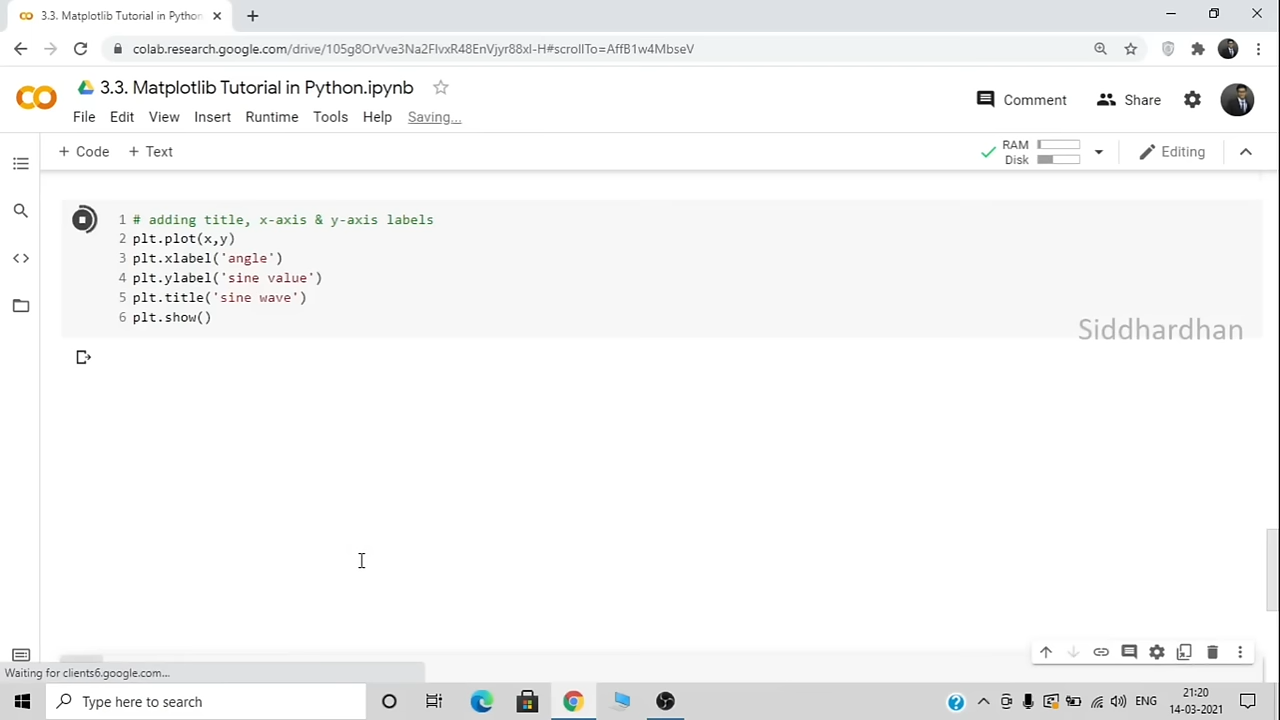 3.3. Matplotlib Tutorial in Python
colab.research.google.com/drive/105g8OrVve3Na2FlvxR48EnVjyr88xl-H#scrollTo=AffB1w4MbseV
3.3. Matplotlib Tutorial in Python.ipynb
Comment
Share
File Edit View Insert Runtime Tools Help Saving...
+ Code + Text
RAM
Disk
Editing
1 # adding title, x-axis & y-axis labels
2 plt.plot(x,y)
3 plt.xlabel('angle')
4 plt.ylabel('sine value')
5 plt.title('sine wave')
6 plt.show()
Siddhardhan
Waiting for clients6.google.com...
Type here to search
ENG
21:20
14-03-2021